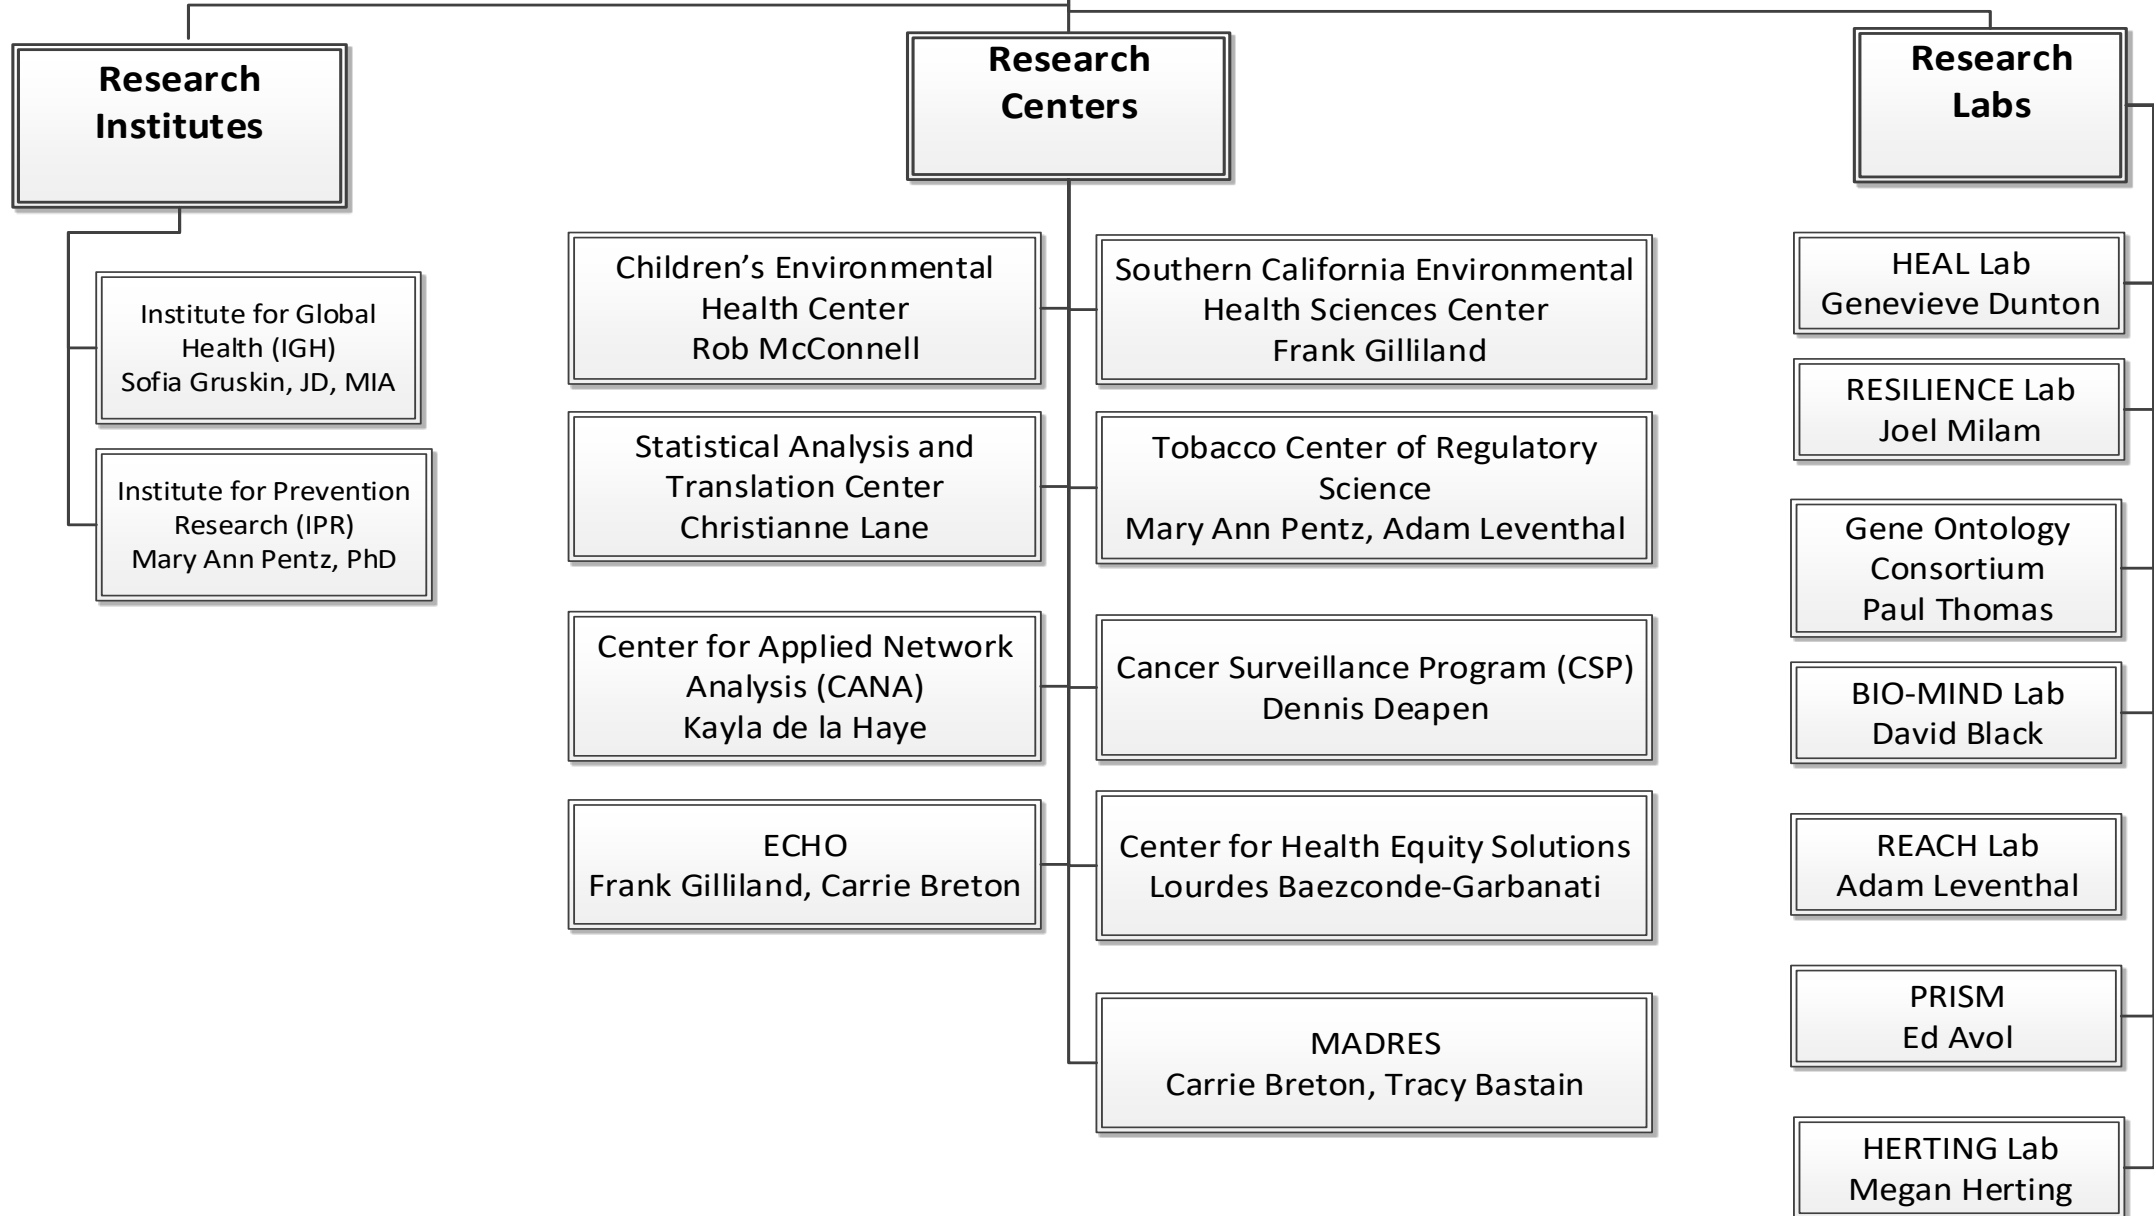 Research
Institutes
Institute for Global
Health (IGH)
Sofia Gruskin, JD, MIA
Institute for Prevention
Research (IPR)
Mary Ann Pentz, PhD
Research
Centers
Children’s Environmental
Health Center
Rob McConnell
Southern California Environmental
Health Sciences Center
Frank Gilliland
Statistical Analysis and
Translation Center
Christianne Lane
Tobacco Center of Regulatory
Science
Mary Ann Pentz, Adam Leventhal
Center for Applied Network
Analysis (CANA)
Kayla de la Haye
Cancer Surveillance Program (CSP)
Dennis Deapen
ECHO
Frank Gilliland, Carrie Breton
Center for Health Equity Solutions
Lourdes Baezconde-Garbanati
MADRES
Carrie Breton, Tracy Bastain
Research
Labs
HEAL Lab
Genevieve Dunton
RESILIENCE Lab
Joel Milam
Gene Ontology
Consortium
Paul Thomas
BIO-MIND Lab
David Black
REACH Lab
Adam Leventhal
PRISM
Ed Avol
HERTING Lab
Megan Herting